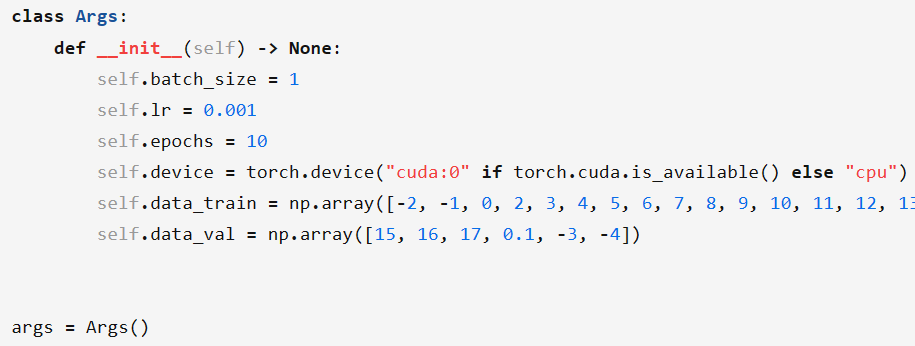 class Args:
    def __init__(self) -> None:
        self.batch_size = 1
        self.lr = 0.001
        self.epochs = 10
        self.device = torch.device("cuda:0" if torch.cuda.is_available() else "cpu")
        self.data_train = np.array([-2, -1, 0, 2, 3, 4, 5, 6, 7, 8, 9, 10, 11, 12, 13
        self.data_val = np.array([15, 16, 17, 0.1, -3, -4])
args = Args()